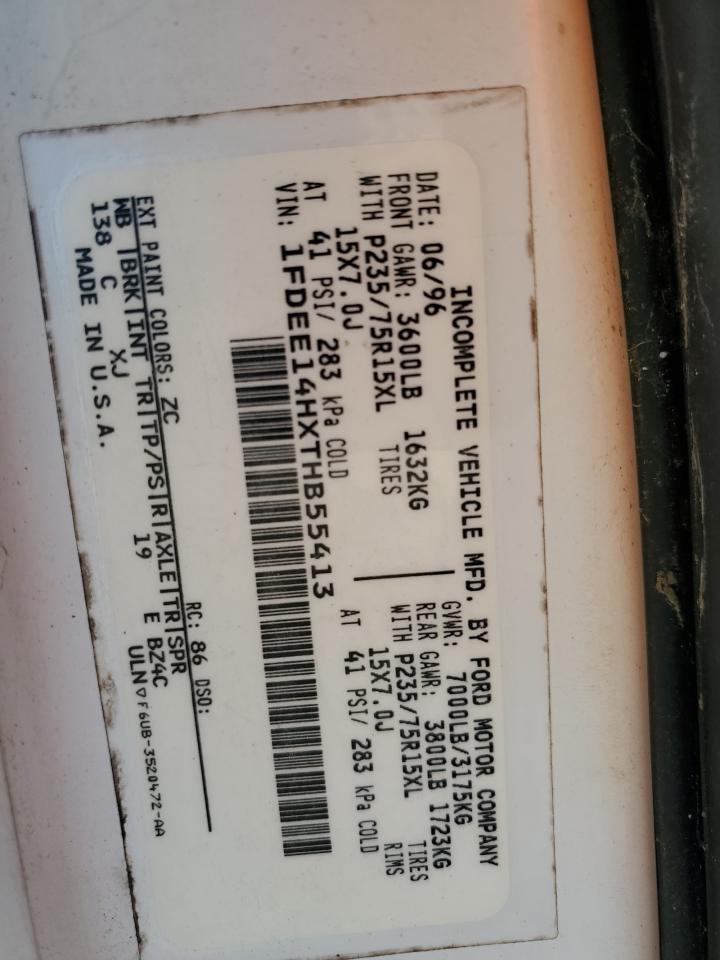 INCOMPLETE VEHICLE MFD. BY FORD MOTOR COMPANY
DATE: 06/96 GVWR: 7000LB/3175KG
FRONT GAWR: 3600LB 1632KG REAR GAWR: 3800LB 1723KG
WITH P235/75R15XL TIRES WITH P235/75R15XL TIRES
15X7.0J 15X7.0J RIMS
AT 41 PSI/ 283 kPa COLD AT 41 PSI/ 283 kPa COLD
VIN: 1FDEE14HXTHB55413
EXT PAINT COLORS: ZC RC: 86 DSO:
WB |BRK|INT TR|TP/PS|R|AXLE|TR|SPR
138 C XJ 19 E BZ4C
MADE IN U.S.A. ULN▽F6UB-3520472-AA